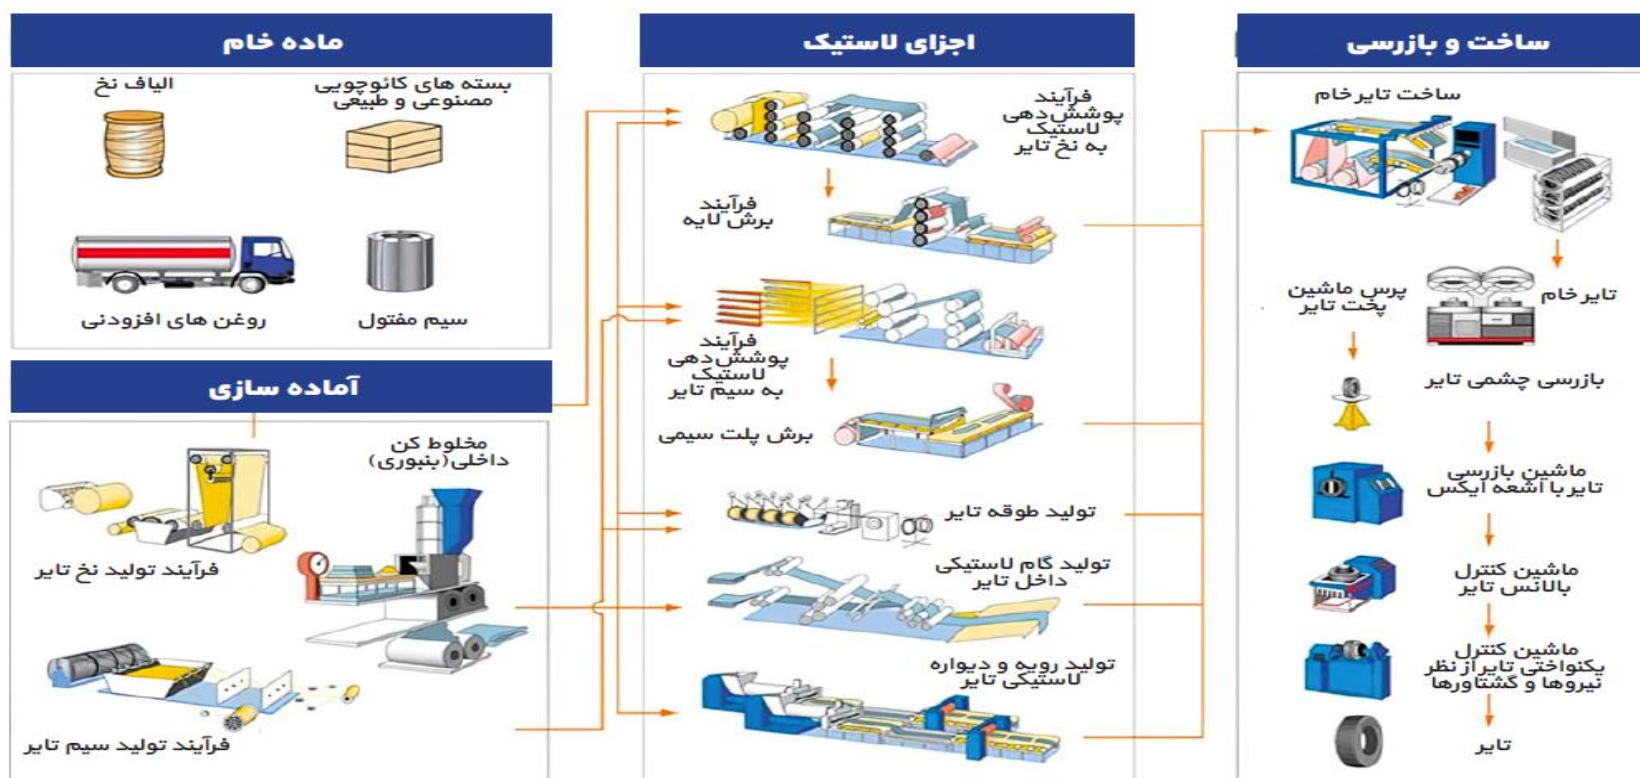 ماده خام
الیاف نخ
بسته های کائوچویی
مصنوعی و طبیعی
روغن های افزودنی
سیم مفتول
آماده سازی
مخلوط کن
داخلی(بنبوری)
فرآیند تولید نخ تایر
فرآیند تولید سیم تایر
اجزای لاستیک
فرآیند
پوشش‌دهی
لاستیک
به نخ تایر
فرآیند
برش لایه
فرآیند
پوشش‌دهی
لاستیک
به سیم تایر
برش پلت سیمی
تولید طوقه تایر
تولید گام لاستیکی
داخل تایر
تولید رویه و دیواره
لاستیکی تایر
ساخت و بازرسی
ساخت تایر خام
تایر خام
پرس ماشین
پخت تایر
بازرسی چشمی تایر
ماشین بازرسی
تایر با اشعه ایکس
ماشین کنترل
بالانس تایر
ماشین کنترل
یکنواختی تایر از نظر
نیروها و گشتاورها
تایر